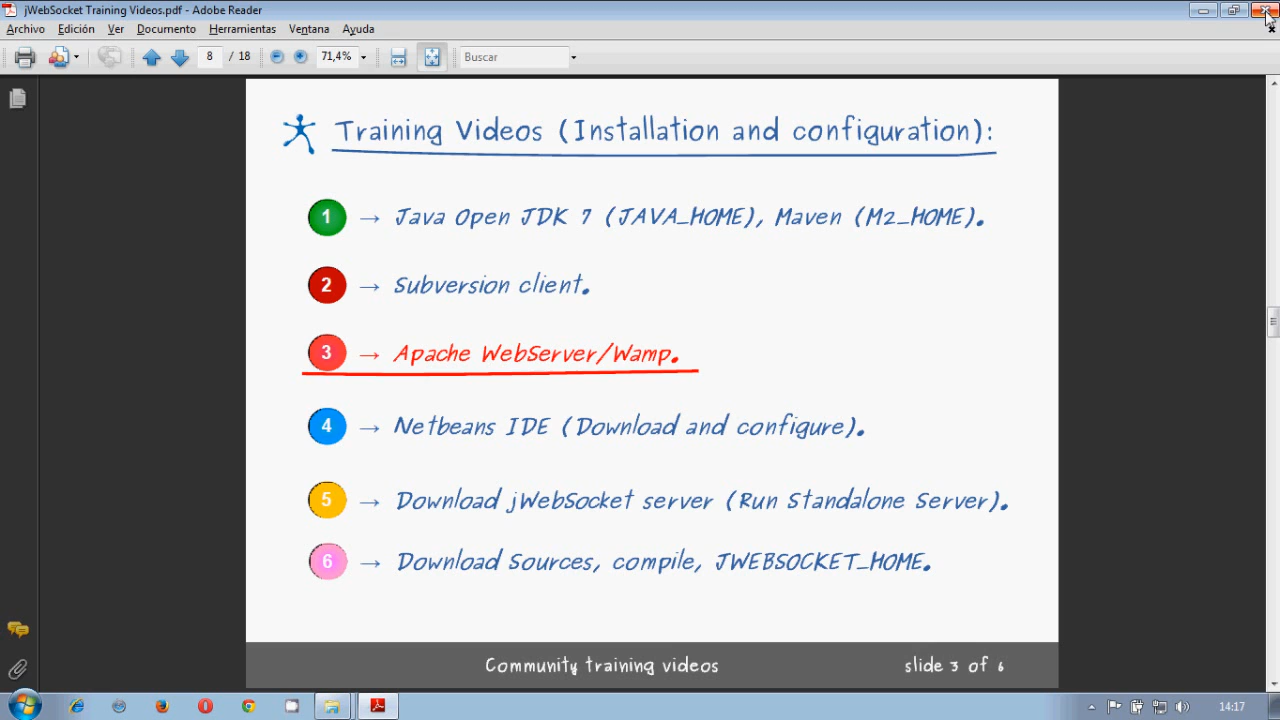 jWebSocket Training Videos.pdf - Adobe Reader
Archivo Edición Ver Documento Herramientas Ventana Ayuda
8 / 18 71,4% Buscar
Training Videos (Installation and configuration):
1 → Java Open JDK 7 (JAVA_HOME), Maven (M2_HOME).
2 → Subversion client.
3 → Apache WebServer/Wamp.
4 → Netbeans IDE (Download and configure).
5 → Download jWebSocket server (Run Standalone Server).
6 → Download Sources, compile, JWEBSOCKET_HOME.
Community training videos slide 3 of 6
14:17